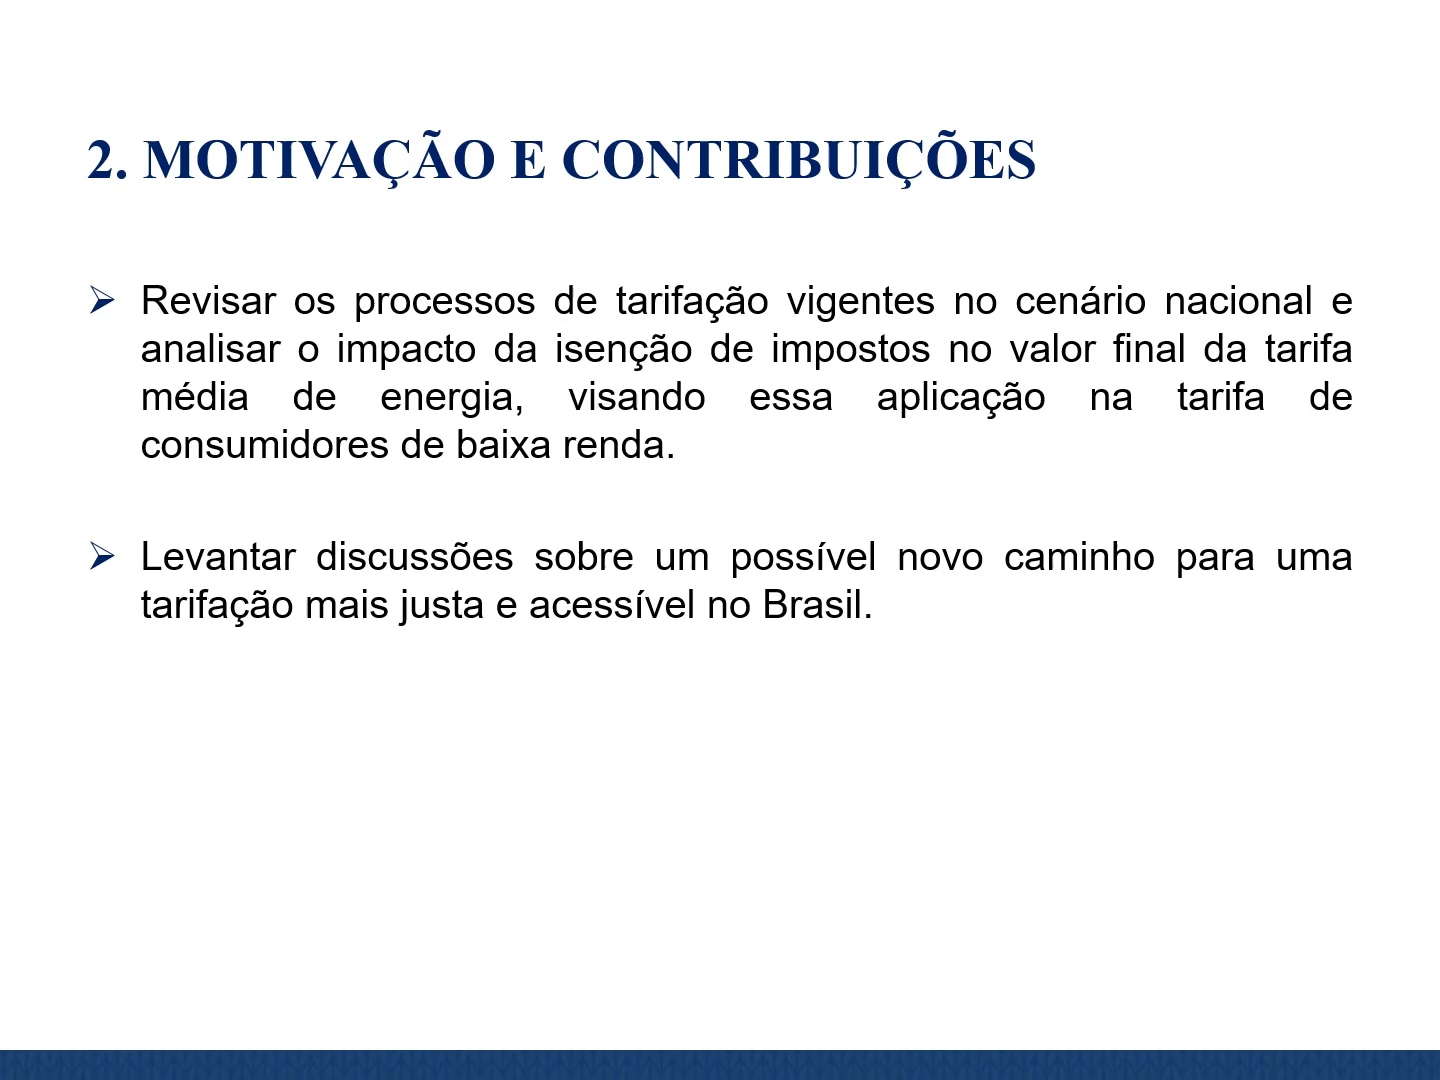 2. MOTIVAÇÃO E CONTRIBUIÇÕES
➢ Revisar os processos de tarifação vigentes no cenário nacional e
analisar o impacto da isenção de impostos no valor final da tarifa
média de energia, visando essa aplicação na tarifa de
consumidores de baixa renda.
➢ Levantar discussões sobre um possível novo caminho para uma
tarifação mais justa e acessível no Brasil.